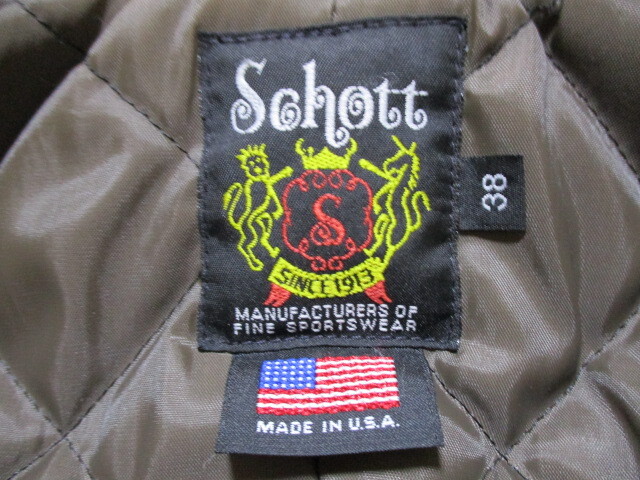 Schott
38
S
SINCE 1913
MANUFACTURERS OF
FINE SPORTSWEAR
MADE IN U.S.A.